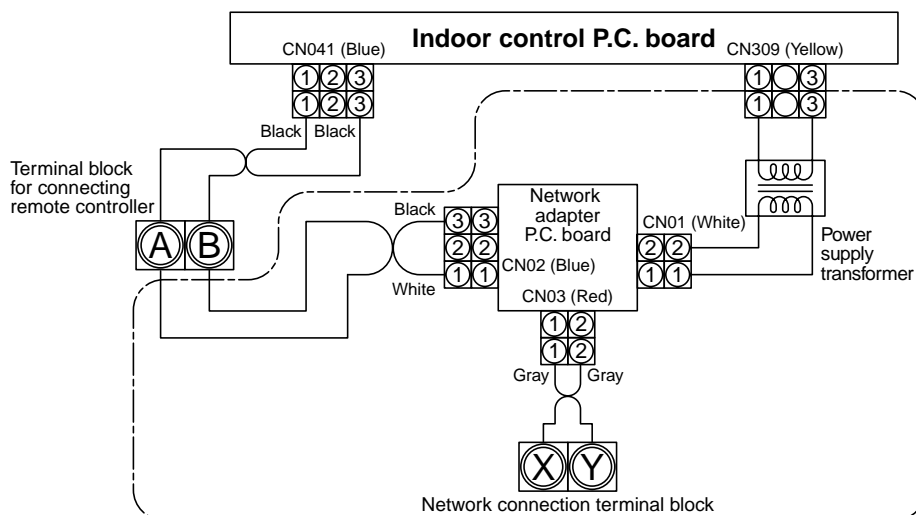 Indoor control P.C. board
CN041 (Blue)
CN309 (Yellow)
1 2 3
1 2 3
1 3
1 3
Black Black
Terminal block
for connecting
remote controller
A B
Network
adapter
P.C. board
Black
3 3
2 2
1 1
CN02 (Blue)
White
CN01 (White)
2 2
1 1
Power
supply
transformer
CN03 (Red)
1 2
1 2
Gray Gray
X Y
Network connection terminal block